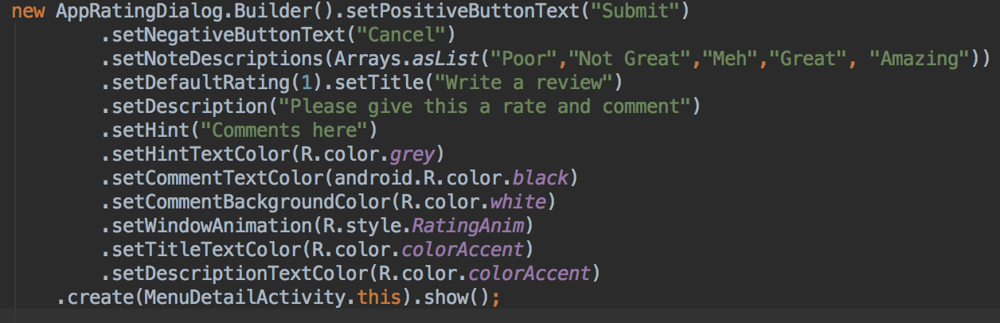 new AppRatingDialog.Builder().setPositiveButtonText("Submit")
.setNegativeButtonText("Cancel")
.setNoteDescriptions(Arrays.asList("Poor","Not Great","Meh","Great", "Amazing"))
.setDefaultRating(1).setTitle("Write a review")
.setDescription("Please give this a rate and comment")
.setHint("Comments here")
.setHintTextColor(R.color.grey)
.setCommentTextColor(android.R.color.black)
.setCommentBackgroundColor(R.color.white)
.setWindowAnimation(R.style.RatingAnim)
.setTitleTextColor(R.color.colorAccent)
.setDescriptionTextColor(R.color.colorAccent)
.create(MenuDetailActivity.this).show();